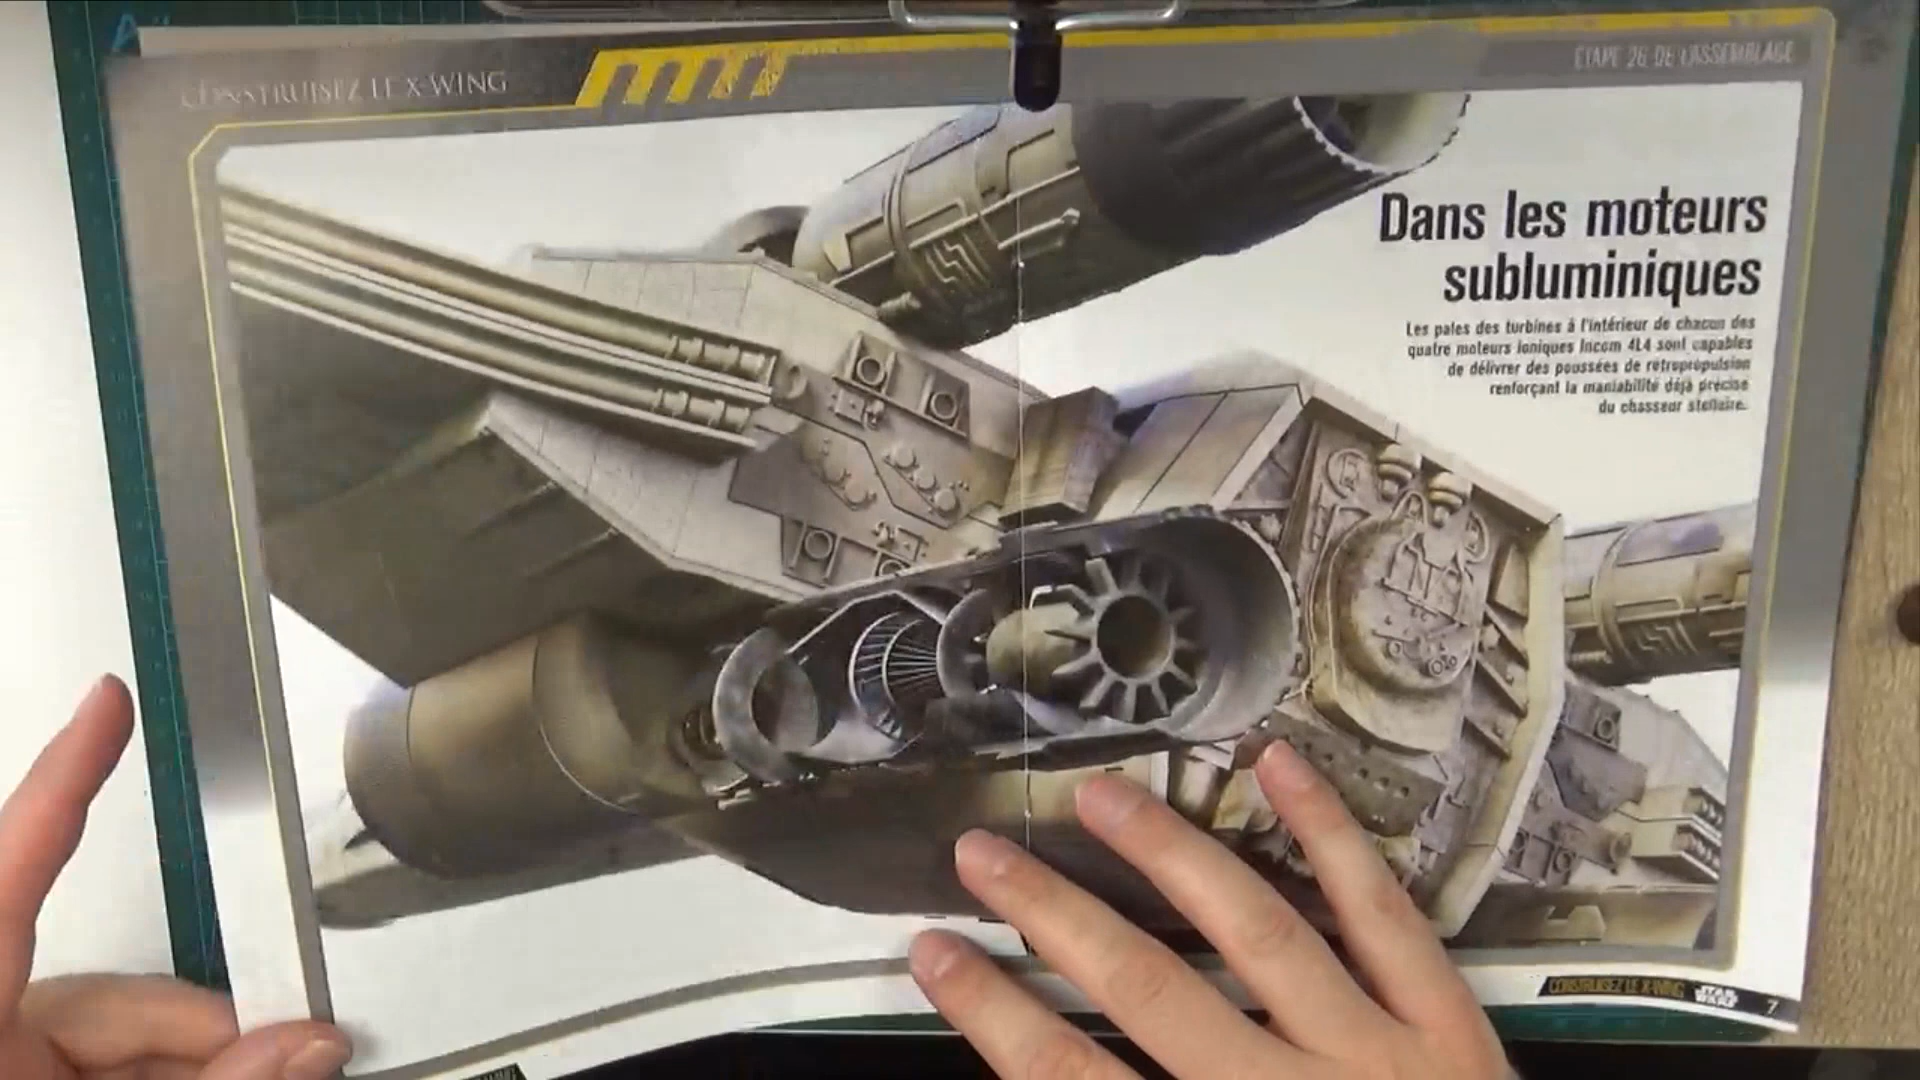 CONSTRUISEZ LE X-WING
ÉTAPE 26 DE L'ASSEMBLAGE
Dans les moteurs
subluminiques
Les pales des turbines à l'intérieur de chacun des
quatre moteurs ioniques Incom 4L4 sont capables
de délivrer des poussées de rétropropulsion
renforçant la maniabilité déjà précise
du chasseur stellaire.
CONSTRUISEZ LE X-WING STAR WARS 7